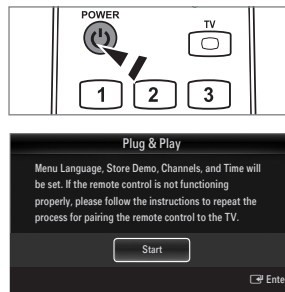 POWER
TV
1 2 3
Plug & Play
Menu Language, Store Demo, Channels, and Time will
be set. If the remote control is not functioning
properly, please follow the instructions to repeat the
process for pairing the remote control to the TV.
Start
Ente